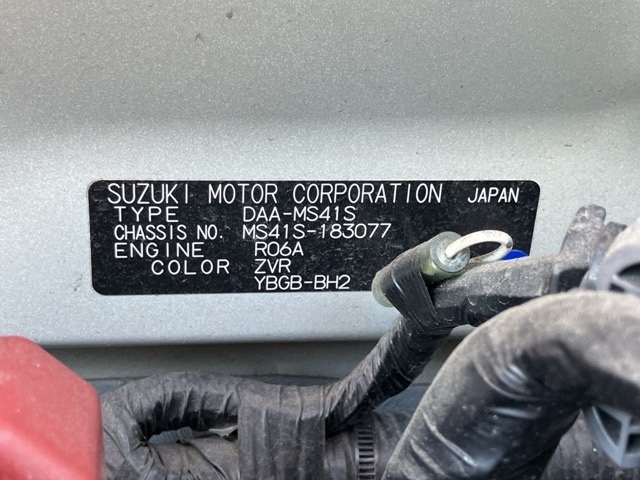 SUZUKI MOTOR CORPORATION JAPAN
TYPE DAA-MS41S
CHASSIS NO. MS41S-183077
ENGINE R06A
COLOR ZVR
YBGB-BH2